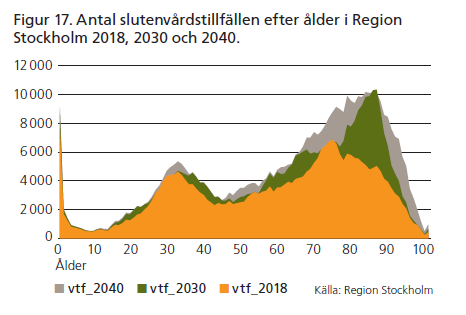 Figur 17. Antal slutenvårdstillfällen efter ålder i Region
Stockholm 2018, 2030 och 2040.
12 000
10 000
8 000
6 000
4 000
2 000
0
0 10 20 30 40 50 60 70 80 90 100
Ålder
vtf_2040 vtf_2030 vtf_2018 Källa: Region Stockholm